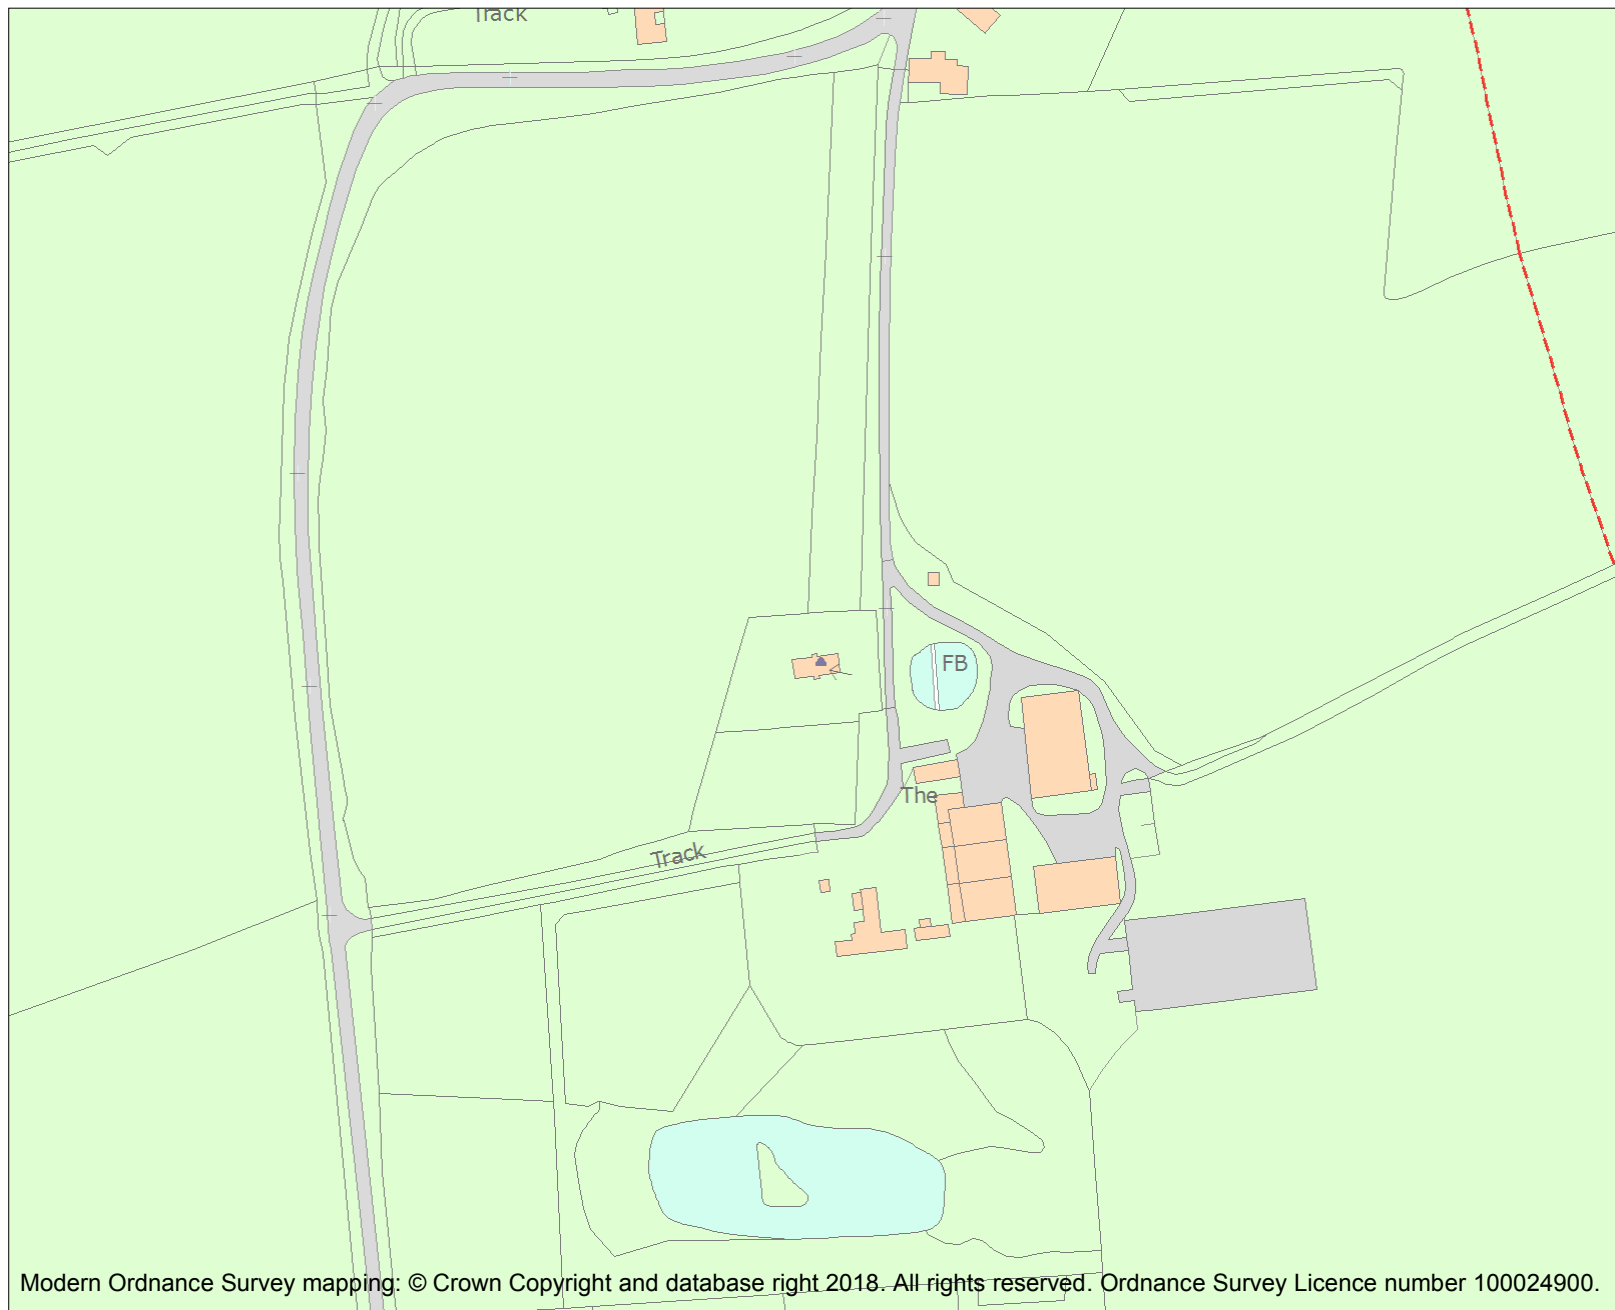 Track
FB
The
Track
Modern Ordnance Survey mapping: © Crown Copyright and database right 2018. All rights reserved. Ordnance Survey Licence number 100024900.